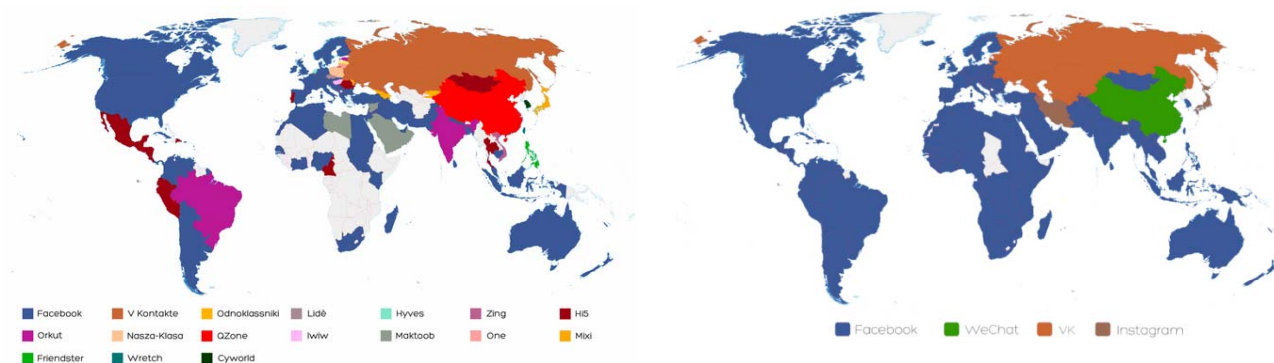 Facebook V Kontakte Odnoklassniki Lidé Hyves Zing Hi5
Orkut Nasza-Klasa QZone Iwiw Maktoob One Mixi
Friendster Wretch Cyworld
Facebook WeChat VK Instagram